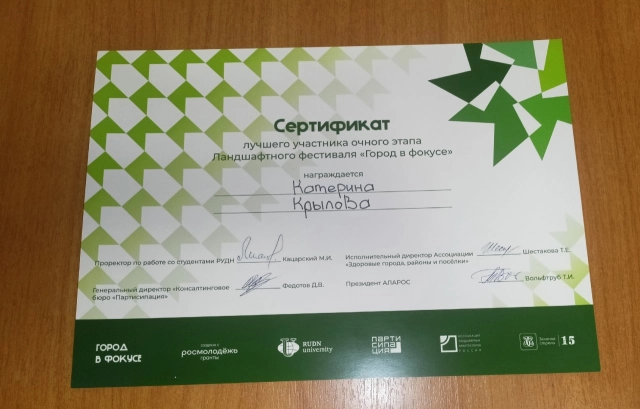 Сертификат
лучшего участника очного этапа
Ландшафтного фестиваля «Город в фокусе»
награждается
Катерина
Крылова
Проректор по работе со студентами РУДН
Кацарский М.И.
Исполнительный директор Ассоциации
«Здоровые города, районы и посёлки»
Шестакова Т.Е.
Генеральный директор «Консалтинговое
бюро «Партисипация»
Федотов Д.В.
Президент АЛАРОС
Вольфтруб Т.И.
ГОРОД
В ФОКУСЕ
росмолодёжь
гранты
RUDN
university
ПАРТИ
СИПА
ЦИЯ
15